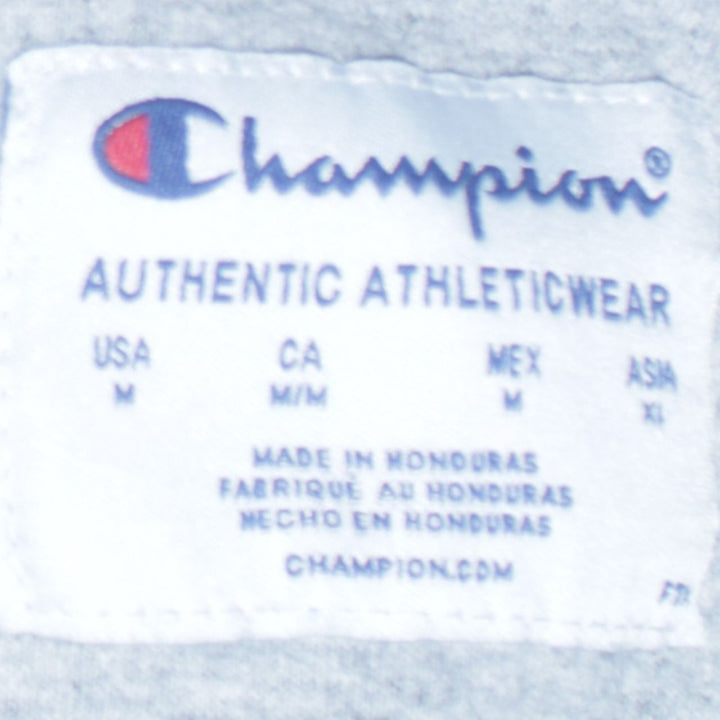 Champion®
AUTHENTIC ATHLETICWEAR
USA CA MEX ASIA
M M/M M XL
MADE IN HONDURAS
FABRIQUÉ AU HONDURAS
HECHO EN HONDURAS
CHAMPION.COM